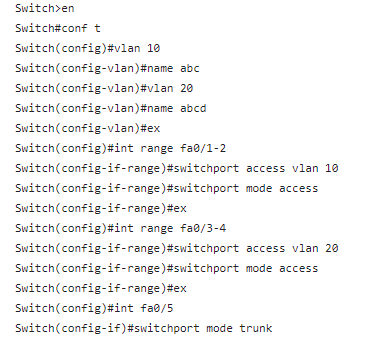 Switch>en
Switch#conf t
Switch(config)#vlan 10
Switch(config-vlan)#name abc
Switch(config-vlan)#vlan 20
Switch(config-vlan)#name abcd
Switch(config-vlan)#ex
Switch(config)#int range fa0/1-2
Switch(config-if-range)#switchport access vlan 10
Switch(config-if-range)#switchport mode access
Switch(config-if-range)#ex
Switch(config)#int range fa0/3-4
Switch(config-if-range)#switchport access vlan 20
Switch(config-if-range)#switchport mode access
Switch(config-if-range)#ex
Switch(config)#int fa0/5
Switch(config-if)#switchport mode trunk